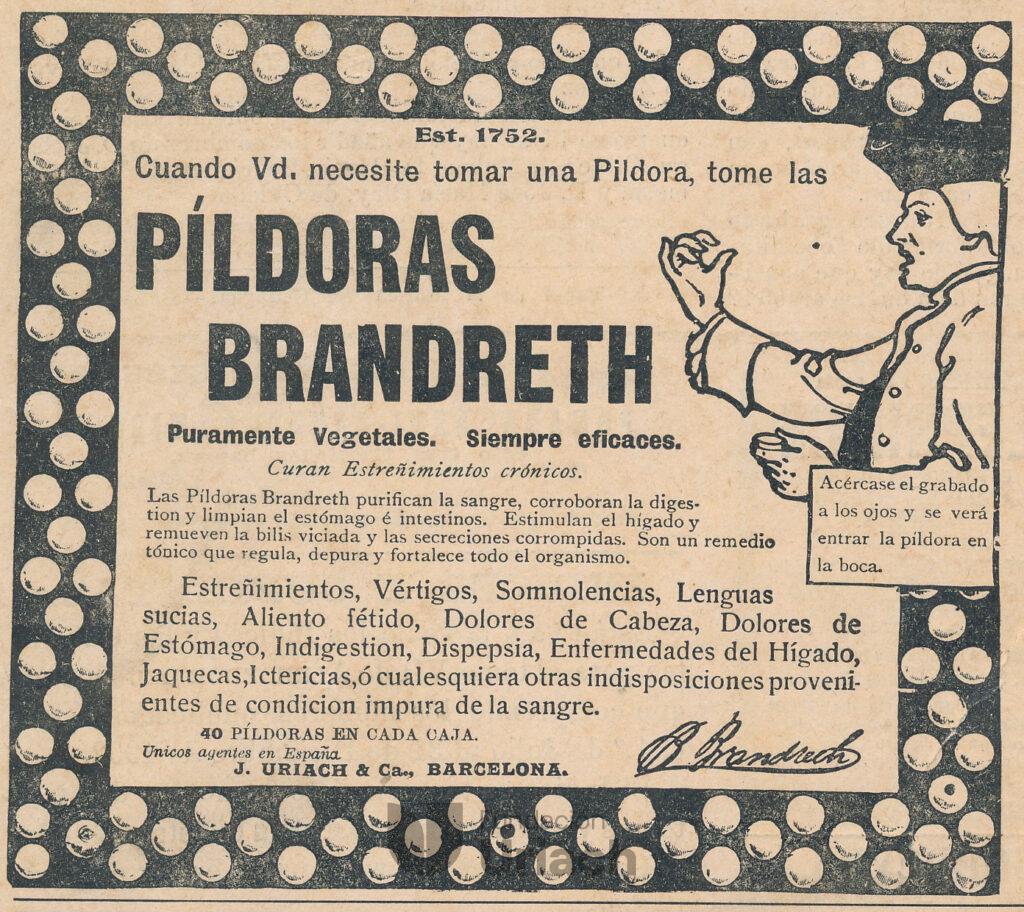 Est. 1752.
Cuando Vd. necesite tomar una Pildora, tome las
PÍLDORAS
BRANDRETH
Puramente Vegetales. Siempre eficaces.
Curan Estreñimientos crónicos.
Las Píldoras Brandreth purifican la sangre, corroboran la diges-
tion y limpian el estómago é intestinos. Estimulan el hígado y
remueven la bilis viciada y las secreciones corrompidas. Son un remedio
tónico que regula, depura y fortalece todo el organismo.
Acércase el grabado
a los ojos y se verá
entrar la píldora en
la boca.
Estreñimientos, Vértigos, Somnolencias, Lenguas
sucias, Aliento fétido, Dolores de Cabeza, Dolores de
Estómago, Indigestion, Dispepsia, Enfermedades del Hígado,
Jaquecas, Ictericias, ó cualesquiera otras indisposiciones proveni-
entes de condicion impura de la sangre.
40 PÍLDORAS EN CADA CAJA.
Unicos agentes en España
J. URIACH & Ca., BARCELONA.
B Brandreth
Fundación
Uriach